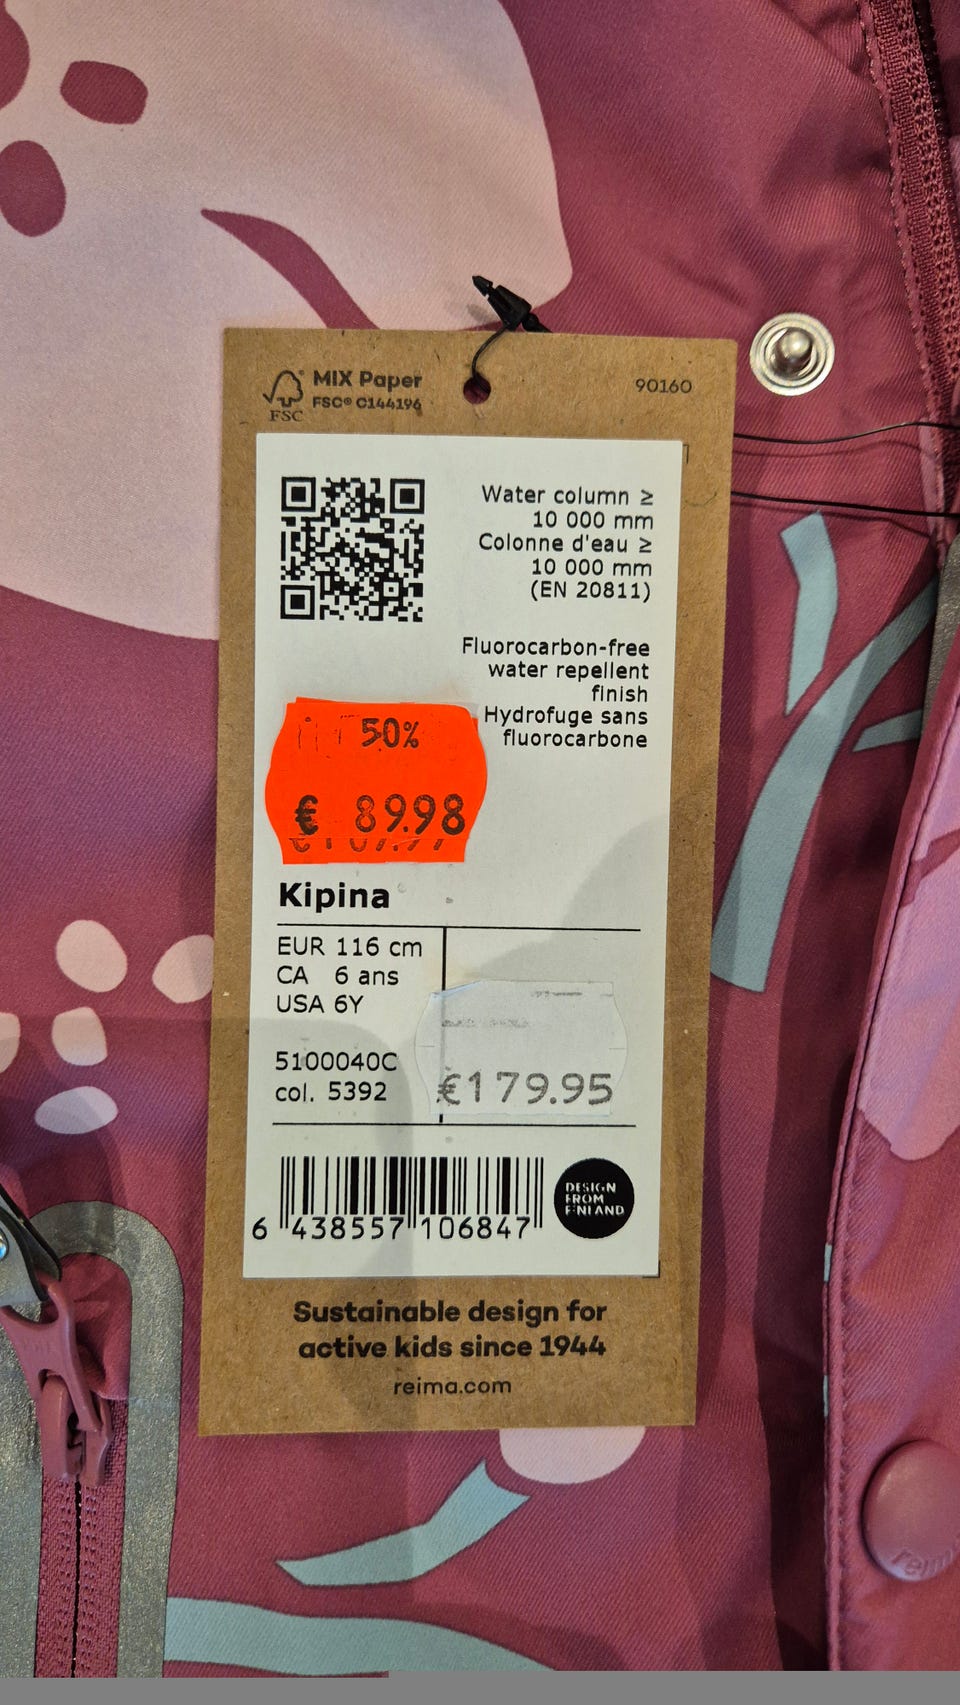 MIX Paper
FSC® C144196
FSC
90160
Water column ≥
10 000 mm
Colonne d'eau ≥
10 000 mm
(EN 20811)
Fluorocarbon-free
water repellent
finish
Hydrofuge sans
fluorocarbone
50%
€ 89.98
Kipina
EUR 116 cm
CA 6 ans
USA 6Y
5100040C
col. 5392
€179.95
6 438557 106847
DESIGN
FROM
FINLAND
Sustainable design for
active kids since 1944
reima.com